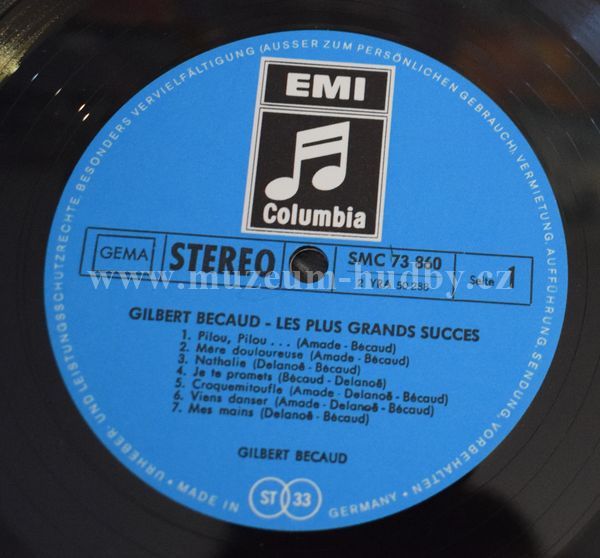 URHEBER- UND LEISTUNGSSCHUTZRECHTE, BESONDERS VERVIELFÄLTIGUNG (AUSSER ZUM PERSÖNLICHEN GEBRAUCH), VERMIETUNG, AUFFÜHRUNG, SENDUNG, VORBEHALTEN
EMI
Columbia
GEMA
STEREO
SMC 73 860
2 YRA 50 288
Seite 1
www.muzeum-hudby.cz
GILBERT BECAUD - LES PLUS GRANDS SUCCES
1. Pilou, Pilou . . . (Amade - Bécaud)
2. Mère douloureuse (Amade - Bécaud)
3. Nathalie (Delanoë - Bécaud)
4. Je te promets (Bécaud - Delanoë)
5. Croquemitoufle (Amade - Delanoë - Bécaud)
6. Viens danser (Amade - Delanoë - Bécaud)
7. Mes mains (Delanoë - Bécaud)
GILBERT BECAUD
ST 33
MADE IN GERMANY